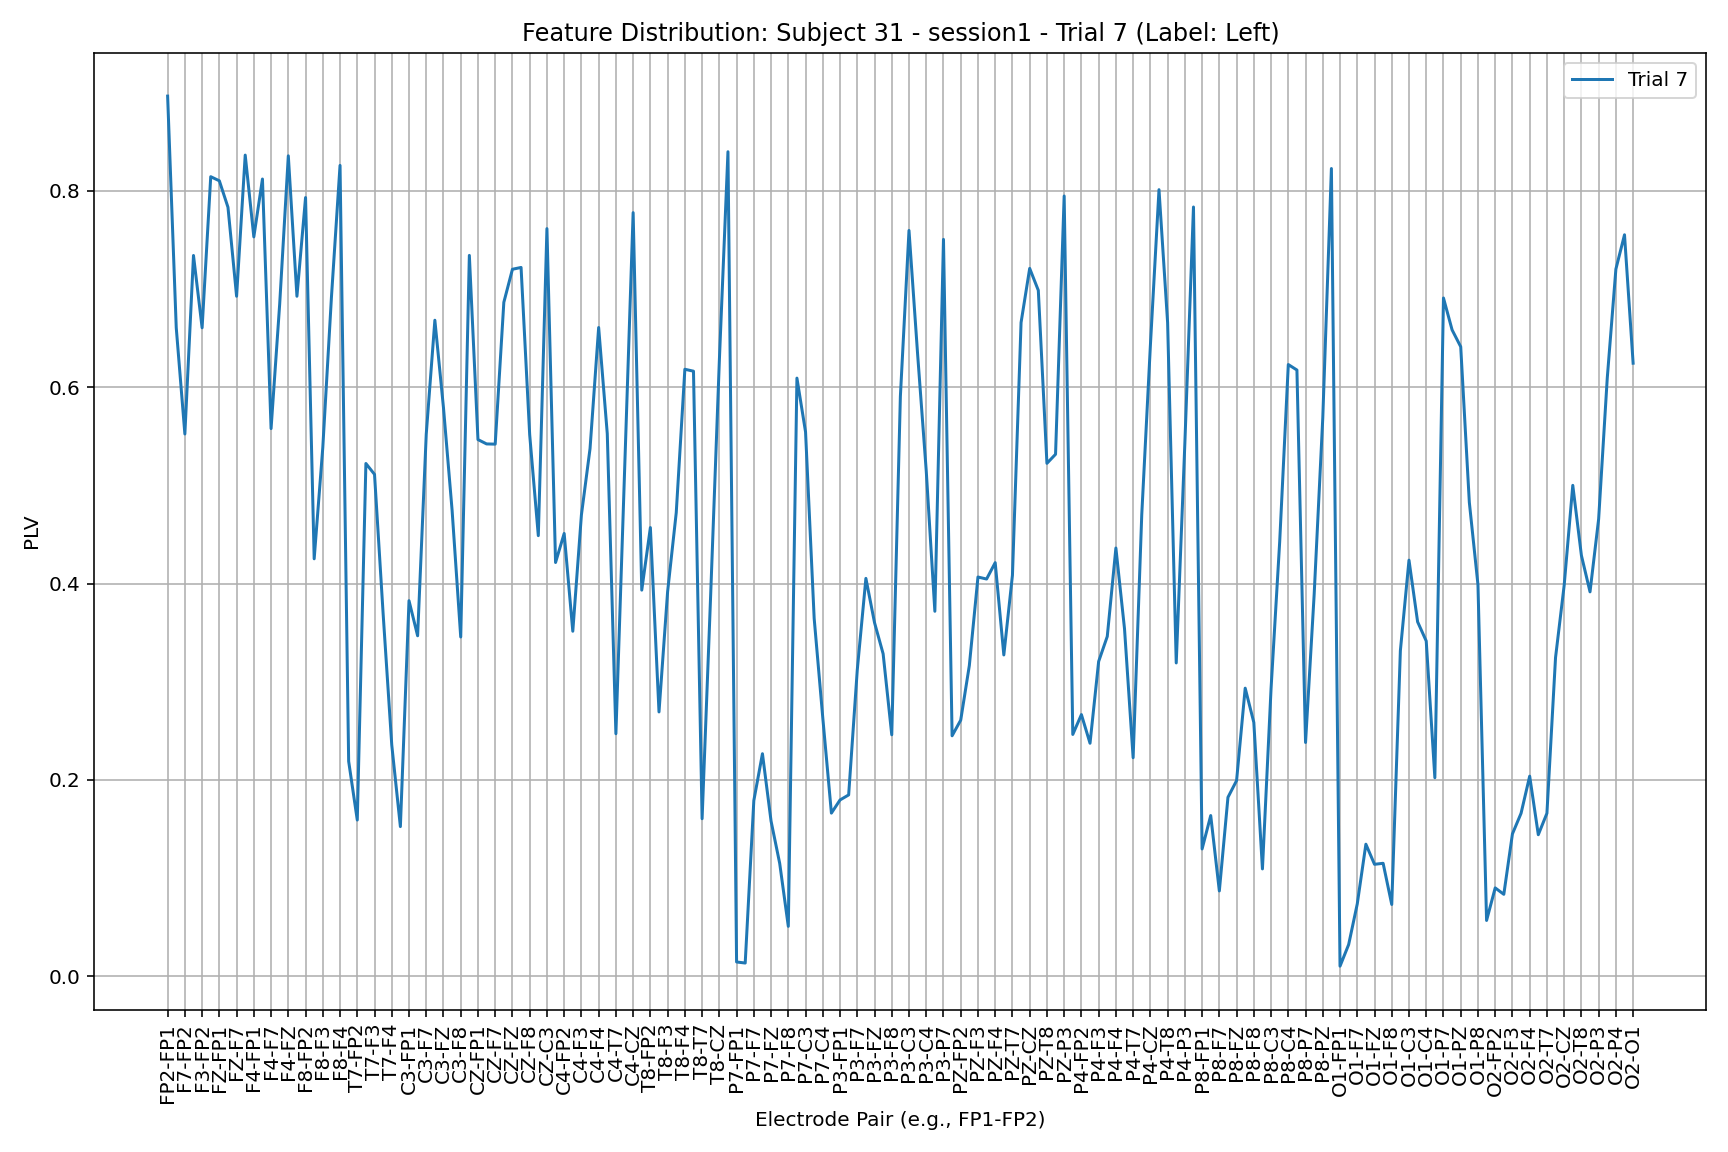 Feature Distribution: Subject 31 - session1 - Trial 7 (Label: Left)
Trial 7
PLV
0.8
0.6
0.4
0.2
0.0
FP2-FP1
F7-FP2
F3-FP2
FZ-FP1
FZ-F7
F4-FP1
F4-F7
F4-FZ
F8-FP2
F8-F3
F8-F4
T7-FP2
T7-F3
T7-F4
C3-FP1
C3-F7
C3-FZ
C3-F8
CZ-FP1
CZ-F7
CZ-FZ
CZ-F8
CZ-C3
C4-FP2
C4-F3
C4-F4
C4-T7
C4-CZ
T8-FP2
T8-F3
T8-F4
T8-T7
T8-CZ
P7-FP1
P7-F7
P7-FZ
P7-F8
P7-C3
P7-C4
P3-FP1
P3-F7
P3-FZ
P3-F8
P3-C3
P3-C4
P3-P7
PZ-FP2
PZ-F3
PZ-F4
PZ-T7
PZ-CZ
PZ-T8
PZ-P3
P4-FP2
P4-F3
P4-F4
P4-T7
P4-CZ
P4-T8
P4-P3
P8-FP1
P8-F7
P8-FZ
P8-F8
P8-C3
P8-C4
P8-P7
P8-PZ
O1-FP1
O1-F7
O1-FZ
O1-F8
O1-C3
O1-C4
O1-P7
O1-PZ
O1-P8
O2-FP2
O2-F3
O2-F4
O2-T7
O2-CZ
O2-T8
O2-P3
O2-P4
O2-O1
Electrode Pair (e.g., FP1-FP2)